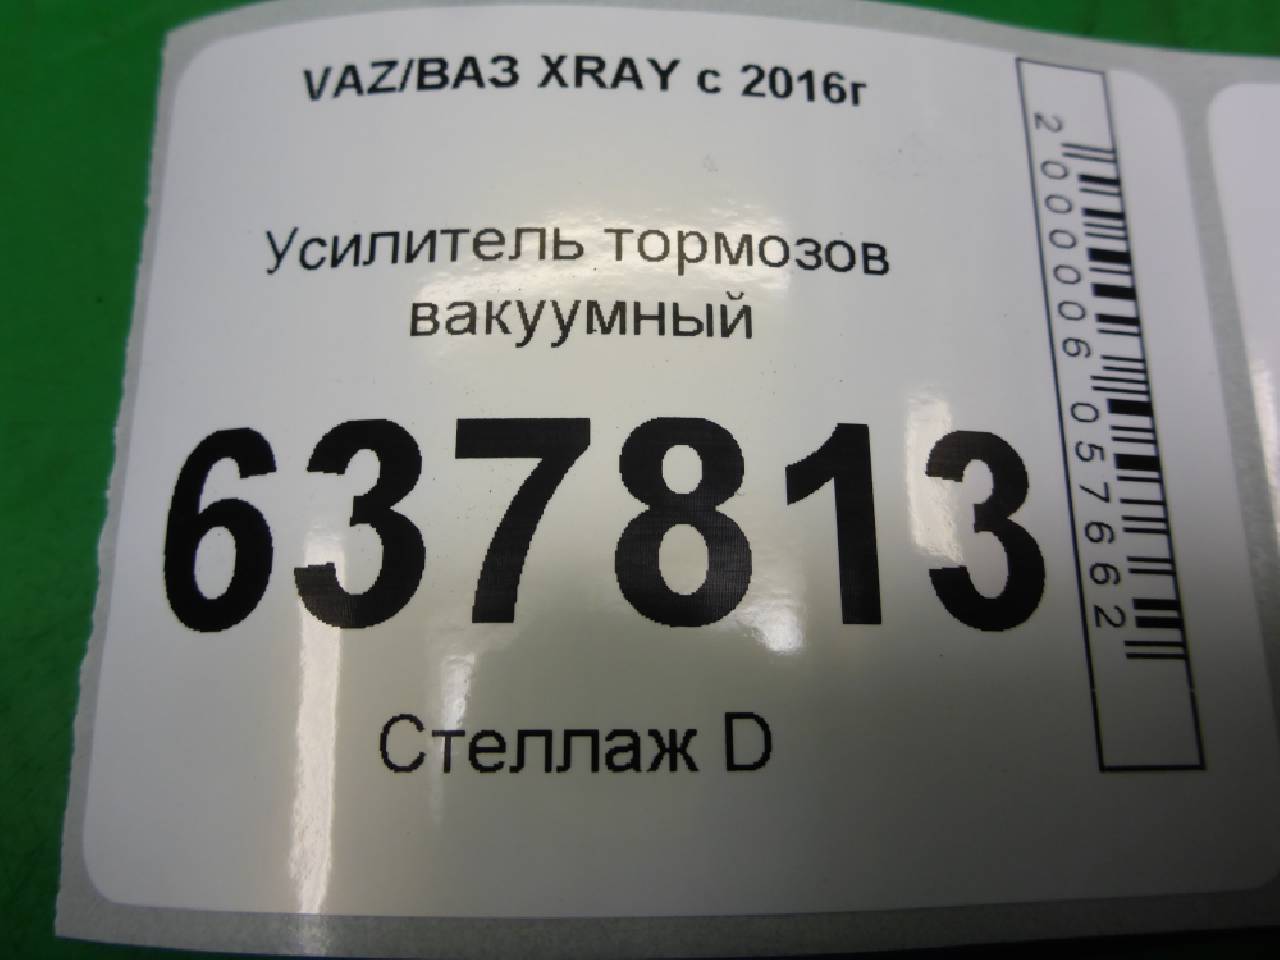 VAZ/ВАЗ XRAY с 2016г
Усилитель тормозов
вакуумный
637813
Стеллаж D
2000006057662